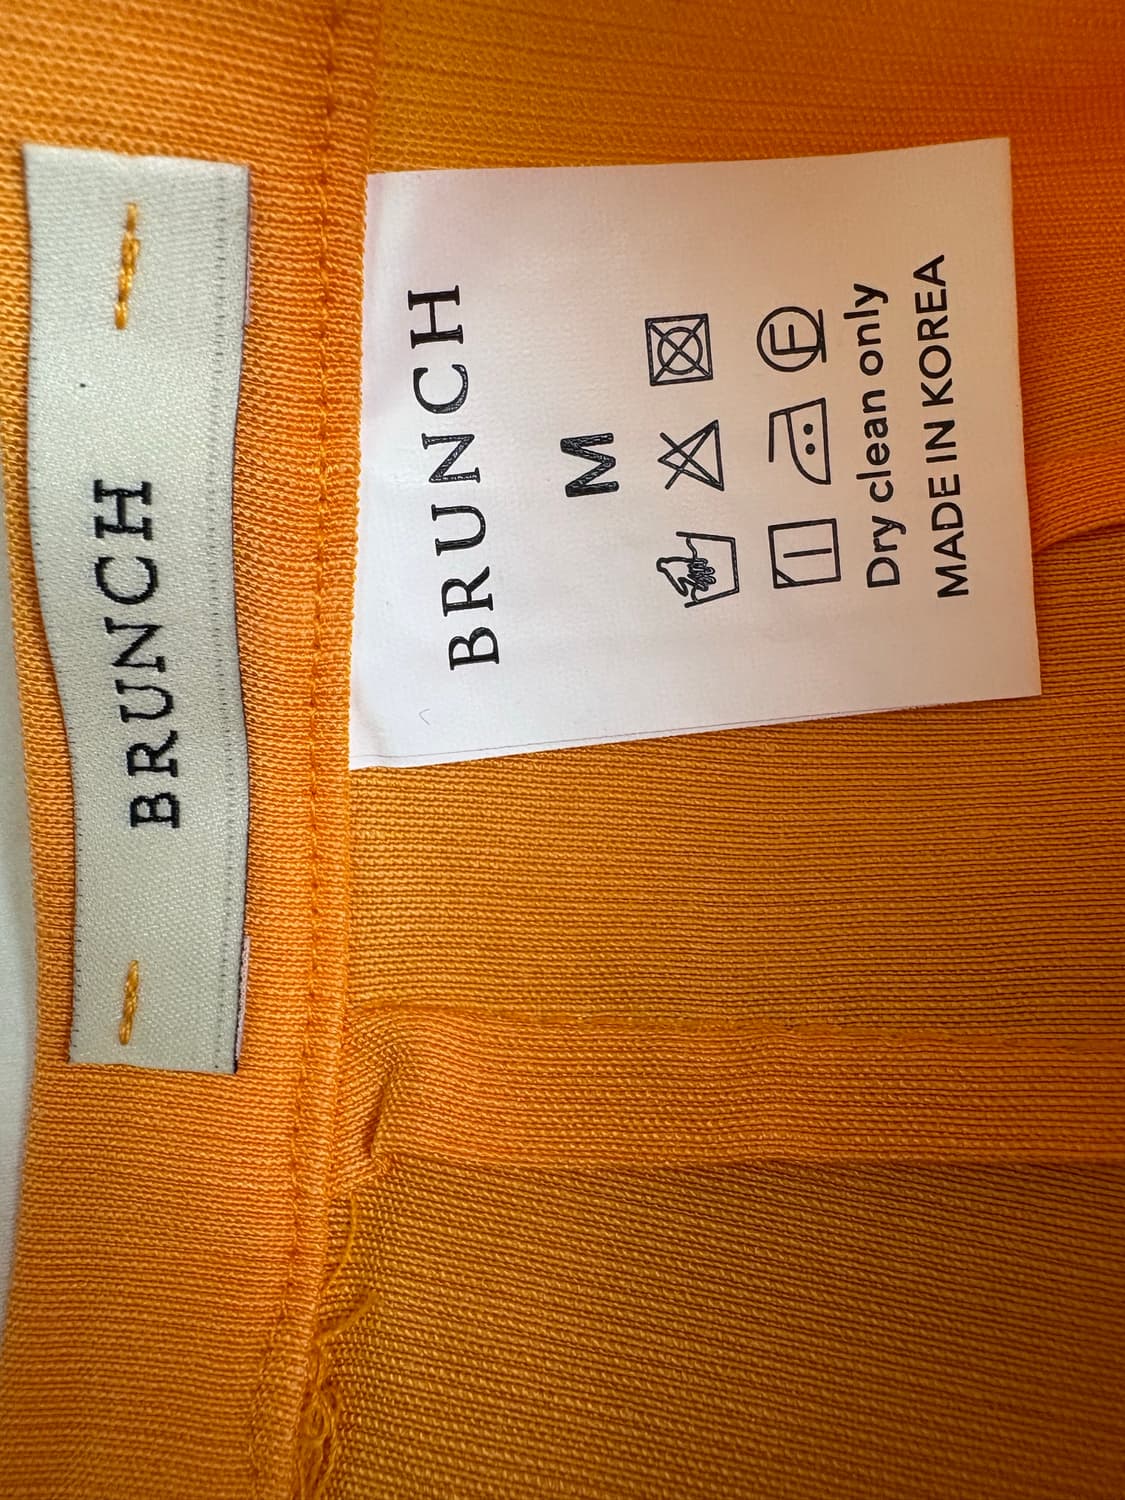 BRUNCH
BRUNCH
M
F
Dry clean only
MADE IN KOREA